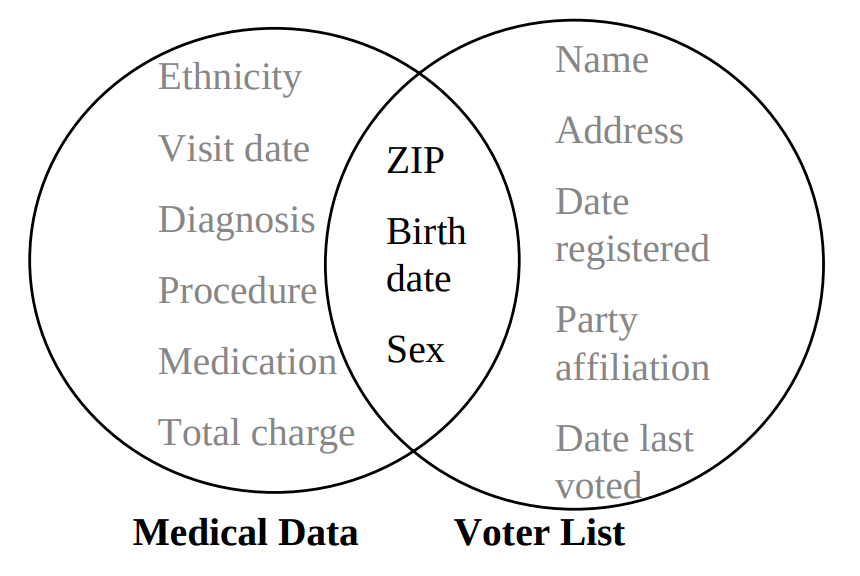 Ethnicity
Visit date
Diagnosis
Procedure
Medication
Total charge
ZIP
Birth
date
Sex
Name
Address
Date
registered
Party
affiliation
Date last
voted
Medical Data
Voter List